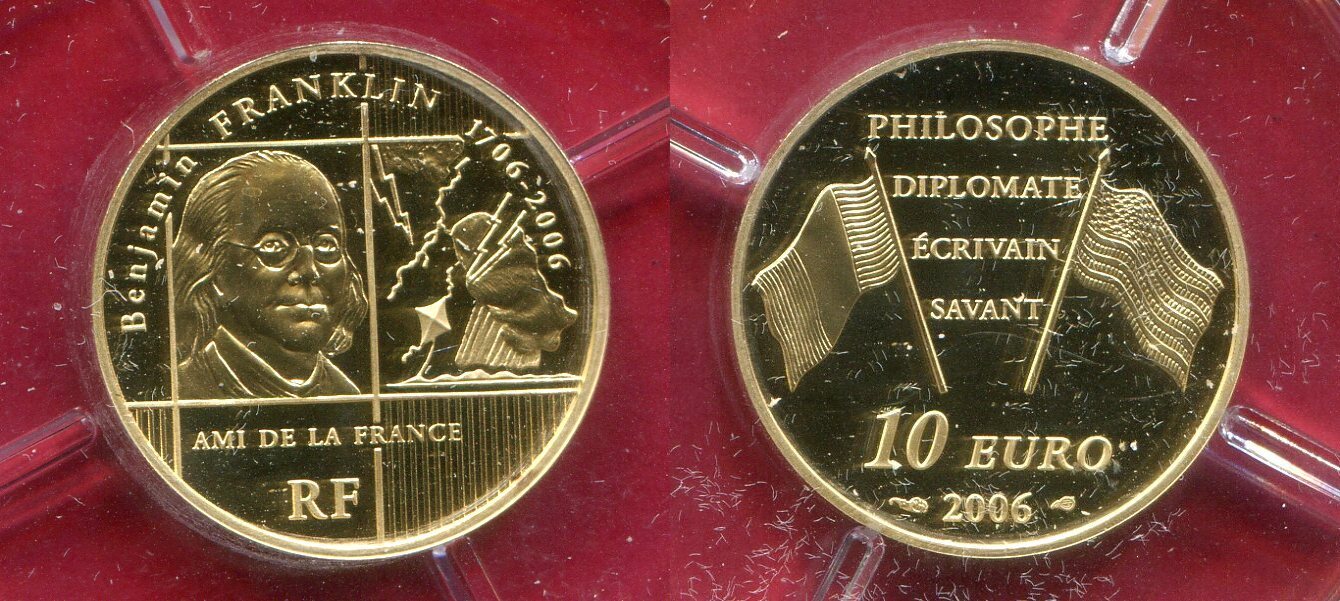 Benjamin FRANKLIN 1706-2006
AMI DE LA FRANCE
RF
PHILOSOPHE
DIPLOMATE
ÉCRIVAIN
SAVANT
10 EURO
2006